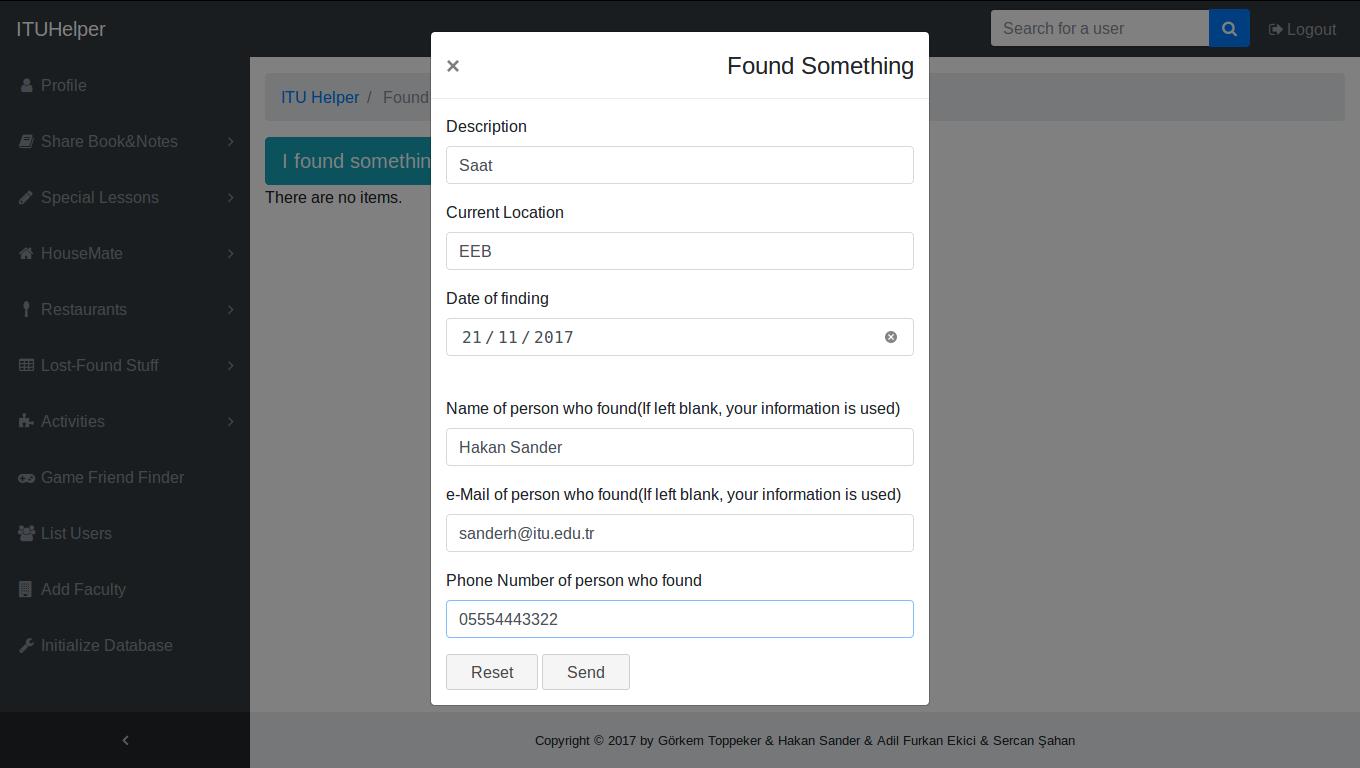 ITUHelper
Search for a user
Logout
Profile
Share Book&Notes
Special Lessons
HouseMate
Restaurants
Lost-Found Stuff
Activities
Game Friend Finder
List Users
Add Faculty
Initialize Database
ITU Helper / Found
I found somethin
There are no items.
× Found Something
Description
Saat
Current Location
EEB
Date of finding
21/11/2017
Name of person who found(If left blank, your information is used)
Hakan Sander
e-Mail of person who found(If left blank, your information is used)
sanderh@itu.edu.tr
Phone Number of person who found
05554443322
Reset Send
Copyright © 2017 by Görkem Toppeker & Hakan Sander & Adil Furkan Ekici & Sercan Şahan